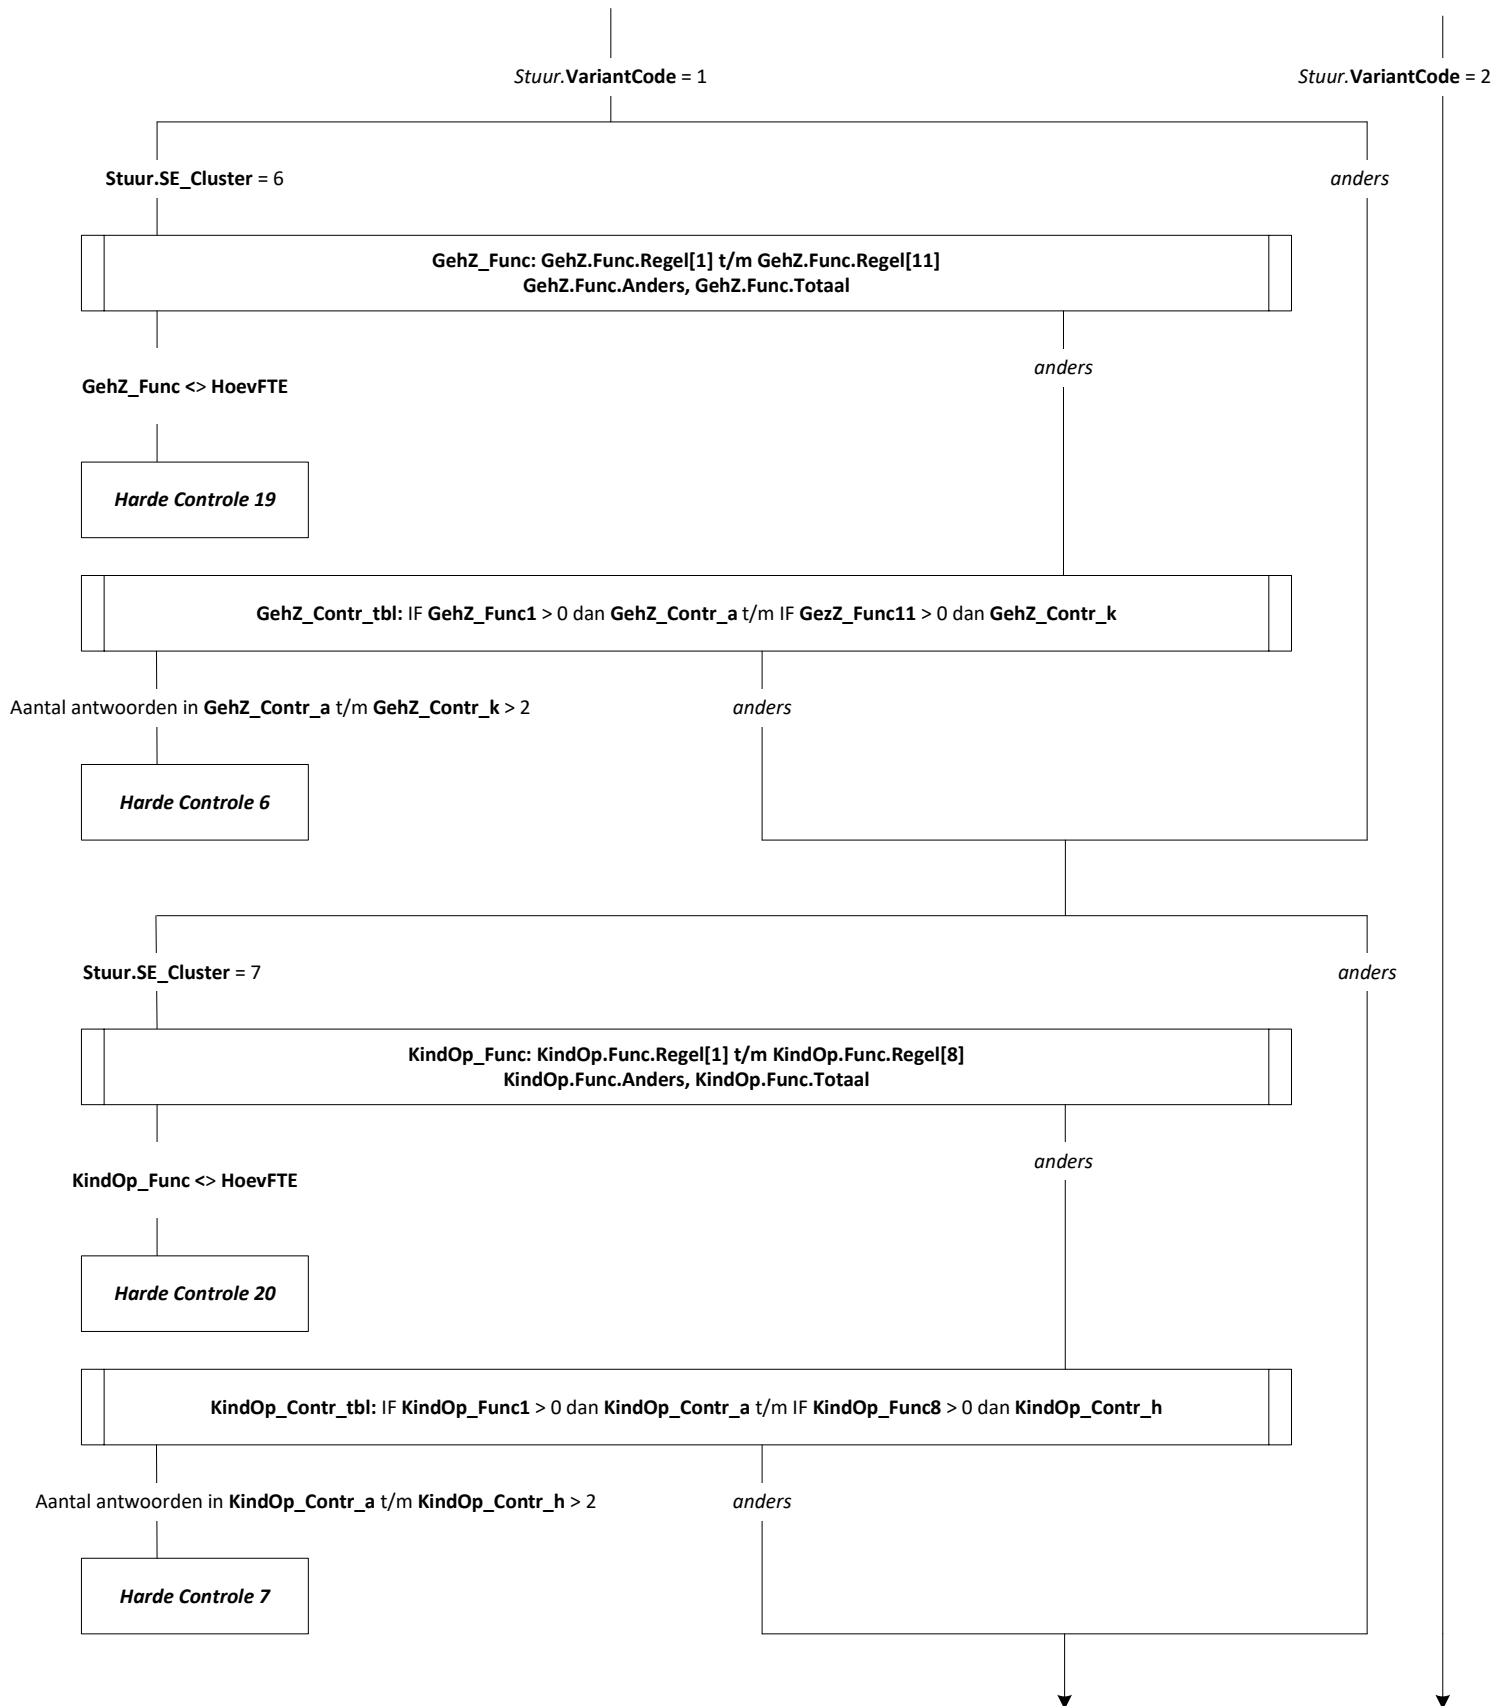 Stuur.VariantCode = 1
Stuur.VariantCode = 2
Stuur.SE_Cluster = 6
anders
GehZ_Func: GehZ.Func.Regel[1] t/m GehZ.Func.Regel[11]
GehZ.Func.Anders, GehZ.Func.Totaal
anders
GehZ_Func <> HoevFTE
Harde Controle 19
GehZ_Contr_tbl: IF GehZ_Func1 > 0 dan GehZ_Contr_a t/m IF GezZ_Func11 > 0 dan GehZ_Contr_k
Aantal antwoorden in GehZ_Contr_a t/m GehZ_Contr_k > 2
anders
Harde Controle 6
Stuur.SE_Cluster = 7
anders
KindOp_Func: KindOp.Func.Regel[1] t/m KindOp.Func.Regel[8]
KindOp.Func.Anders, KindOp.Func.Totaal
anders
KindOp_Func <> HoevFTE
Harde Controle 20
KindOp_Contr_tbl: IF KindOp_Func1 > 0 dan KindOp_Contr_a t/m IF KindOp_Func8 > 0 dan KindOp_Contr_h
Aantal antwoorden in KindOp_Contr_a t/m KindOp_Contr_h > 2
anders
Harde Controle 7